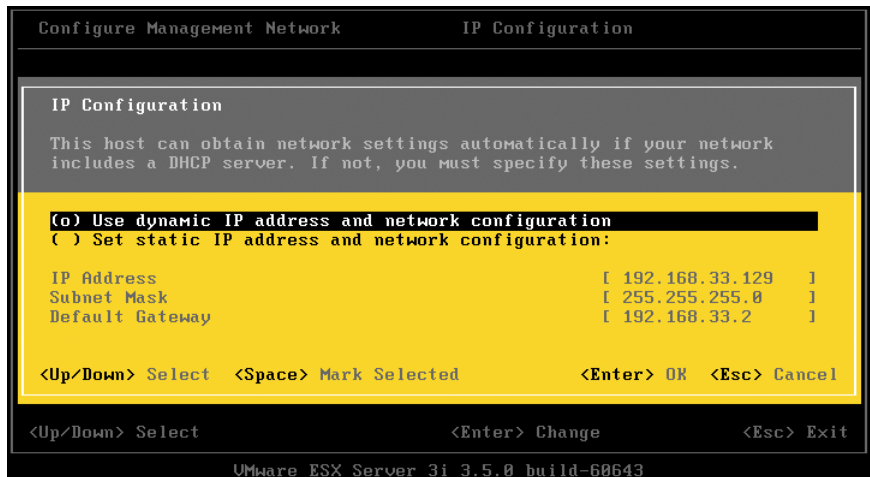 Configure Management Network IP Configuration
IP Configuration
This host can obtain network settings automatically if your network
includes a DHCP server. If not, you must specify these settings.
(o) Use dynamic IP address and network configuration
( ) Set static IP address and network configuration:
IP Address [ 192.168.33.129 ]
Subnet Mask [ 255.255.255.0 ]
Default Gateway [ 192.168.33.2 ]
<Up/Down> Select <Space> Mark Selected <Enter> OK <Esc> Cancel
<Up/Down> Select <Enter> Change <Esc> Exit
VMware ESX Server 3i 3.5.0 build-60643